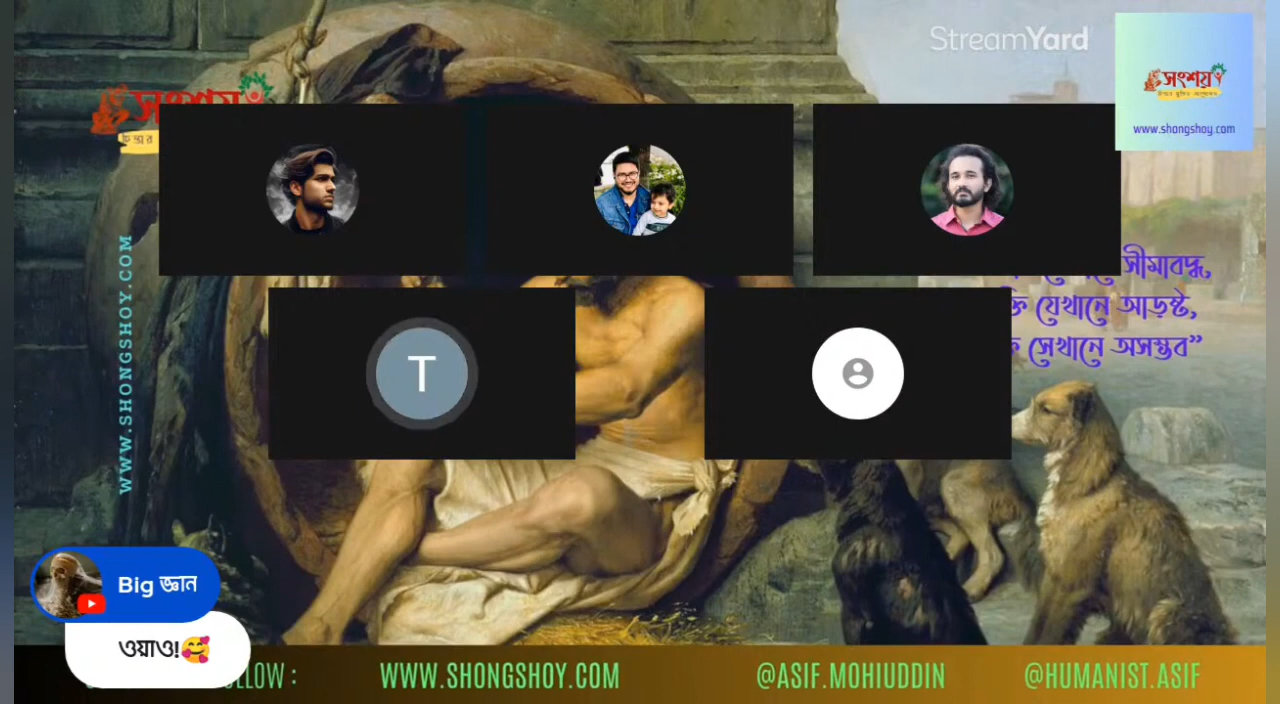 StreamYard
সংশয়
www.shongshoy.com
সংশয়
WWW.SHONGSHOY.COM
সীমাবদ্ধ,
যেখানে আড়ষ্ট,
সেখানে অসম্ভব”
T
Big জ্ঞান
ওয়াও!🥰
WWW.SHONGSHOY.COM @ASIF.MOHIUDDIN @HUMANIST.ASIF